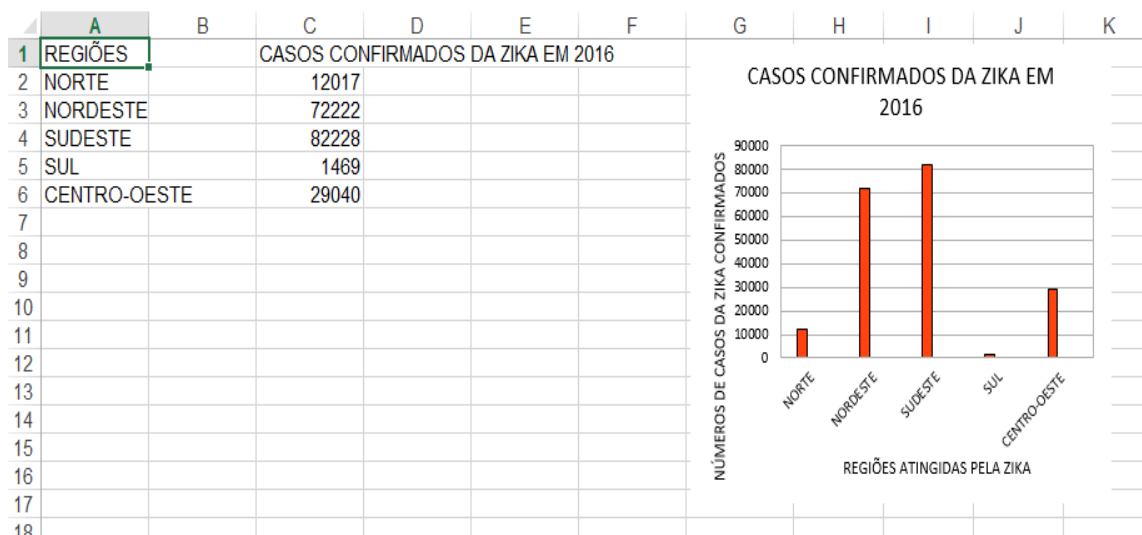 A B C D E F G H I J K
1 REGIÕES CASOS CONFIRMADOS DA ZIKA EM 2016
2 NORTE 12017
3 NORDESTE 72222
4 SUDESTE 82228
5 SUL 1469
6 CENTRO-OESTE 29040
7
8
9
10
11
12
13
14
15
16
17
18
CASOS CONFIRMADOS DA ZIKA EM
2016
NÚMEROS DE CASOS DA ZIKA CONFIRMADOS
90000
80000
70000
60000
50000
40000
30000
20000
10000
0
NORTE NORDESTE SUDESTE SUL CENTRO-OESTE
REGIÕES ATINGIDAS PELA ZIKA